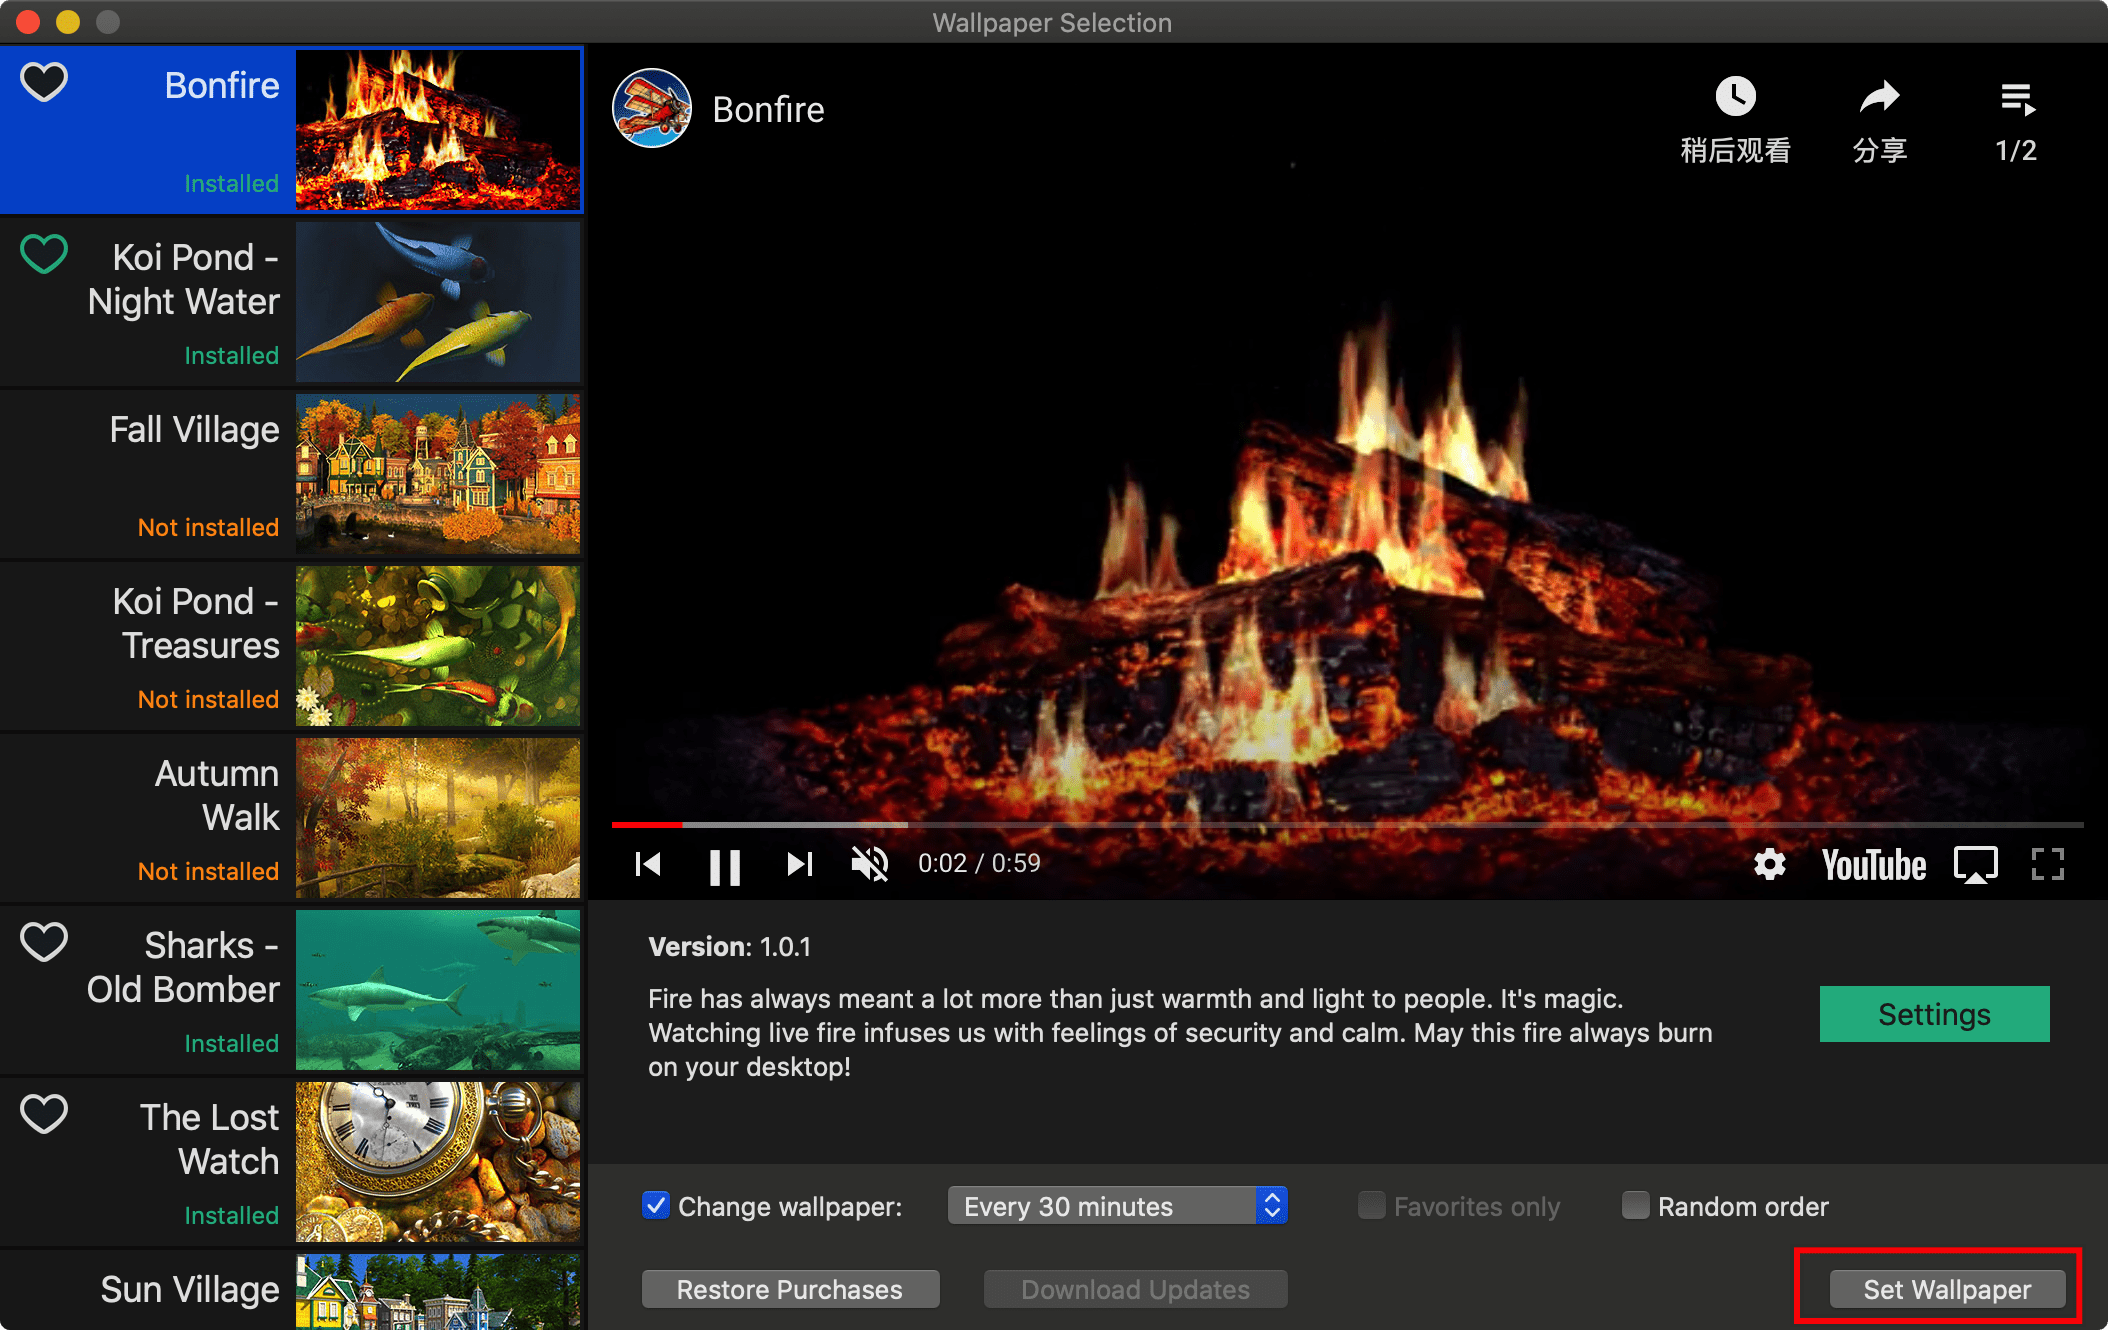 Wallpaper Selection
Bonfire
Installed
Koi Pond -
Night Water
Installed
Fall Village
Not installed
Koi Pond -
Treasures
Not installed
Autumn
Walk
Not installed
Sharks -
Old Bomber
Installed
The Lost
Watch
Installed
Sun Village
Bonfire
稍后观看
分享
1/2
0:02 / 0:59
YouTube
Version: 1.0.1
Fire has always meant a lot more than just warmth and light to people. It's magic.
Watching live fire infuses us with feelings of security and calm. May this fire always burn
on your desktop!
Settings
Change wallpaper:
Every 30 minutes
Favorites only
Random order
Restore Purchases
Download Updates
Set Wallpaper